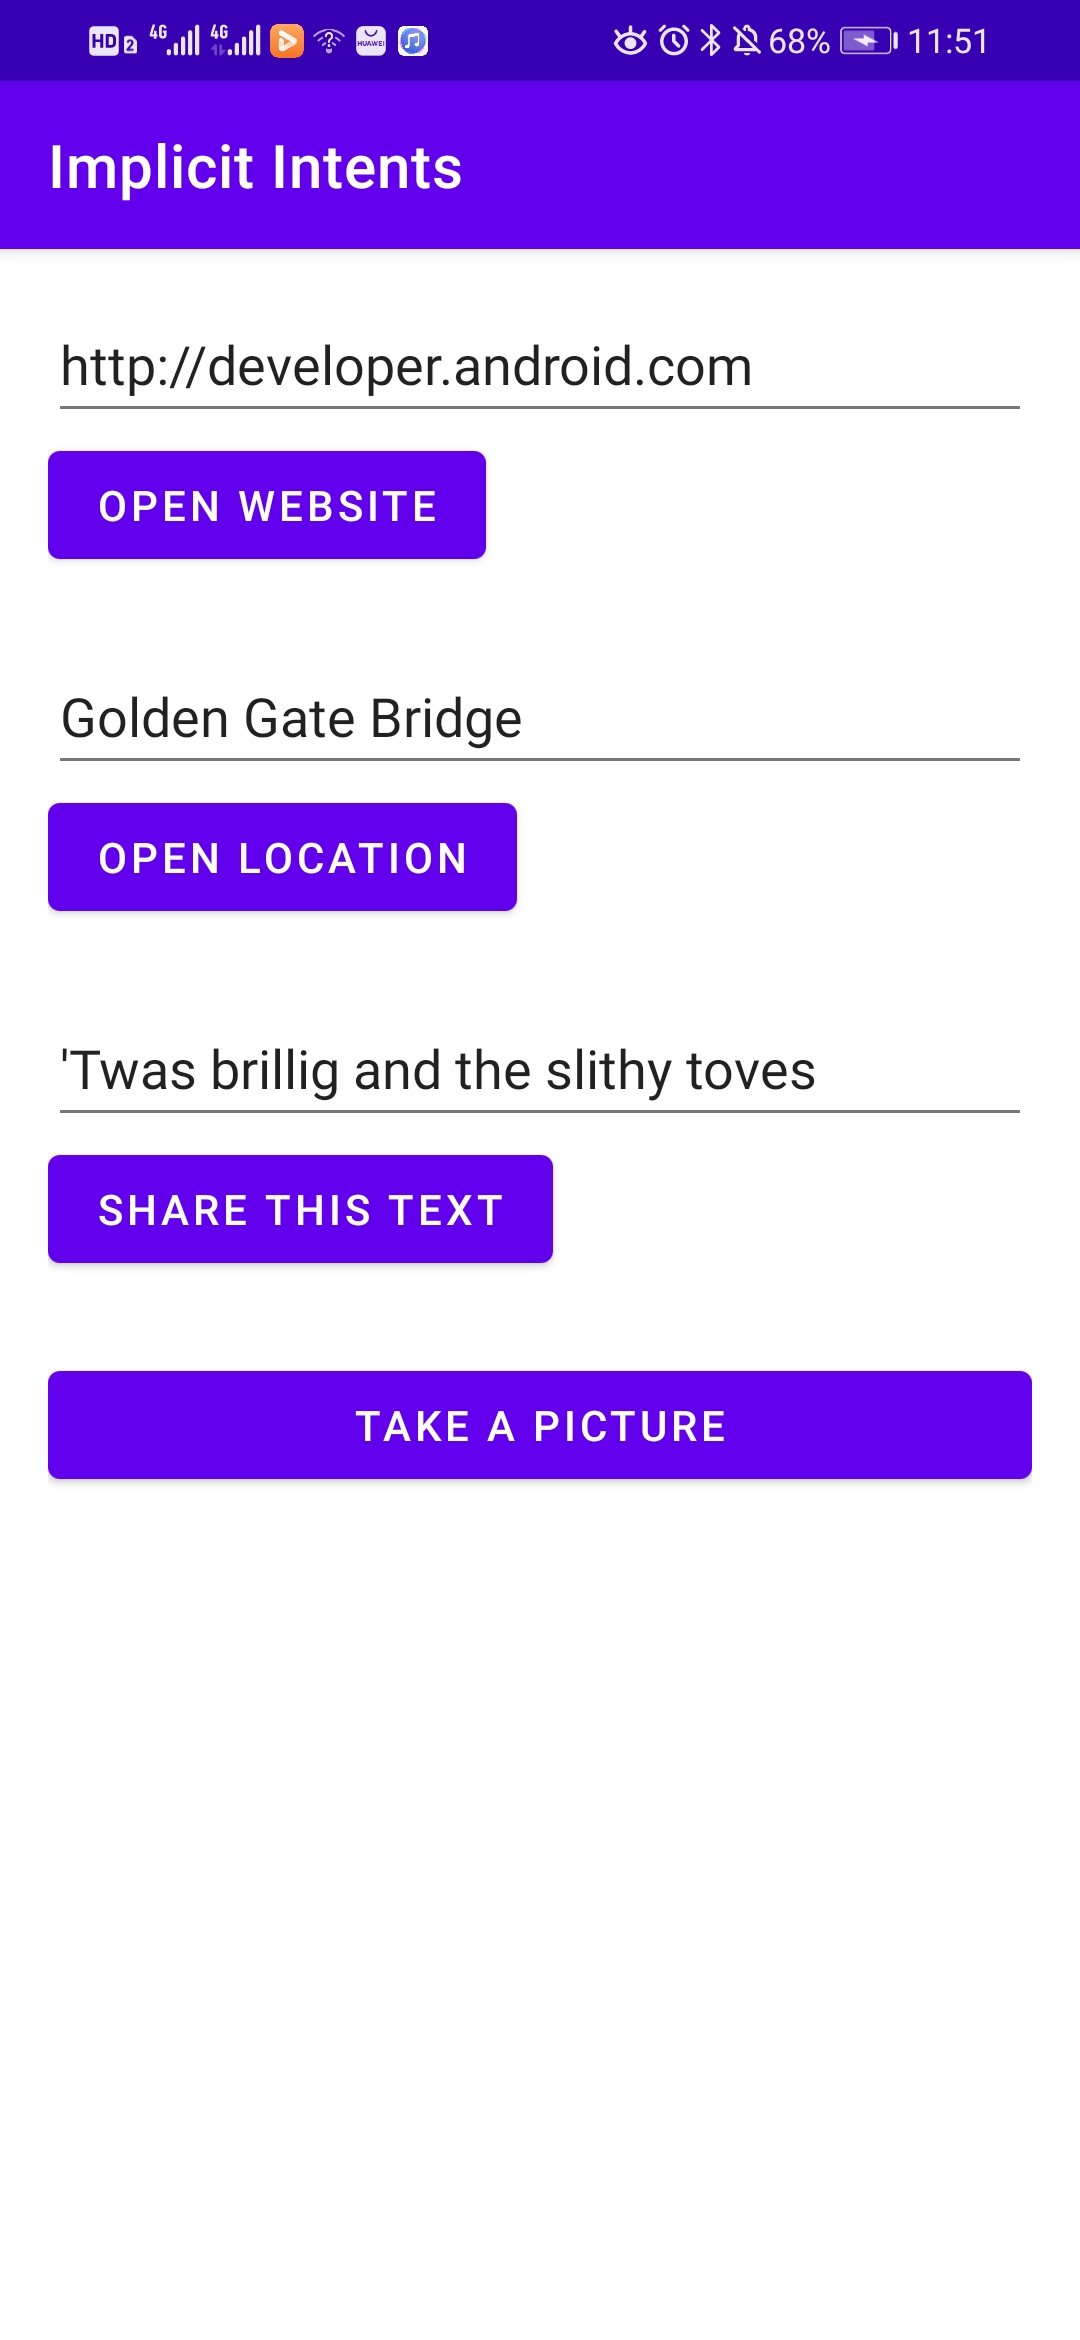 HD 2 4G 4G HUAWEI 68% 11:51
Implicit Intents
http://developer.android.com
OPEN WEBSITE
Golden Gate Bridge
OPEN LOCATION
'Twas brillig and the slithy toves
SHARE THIS TEXT
TAKE A PICTURE